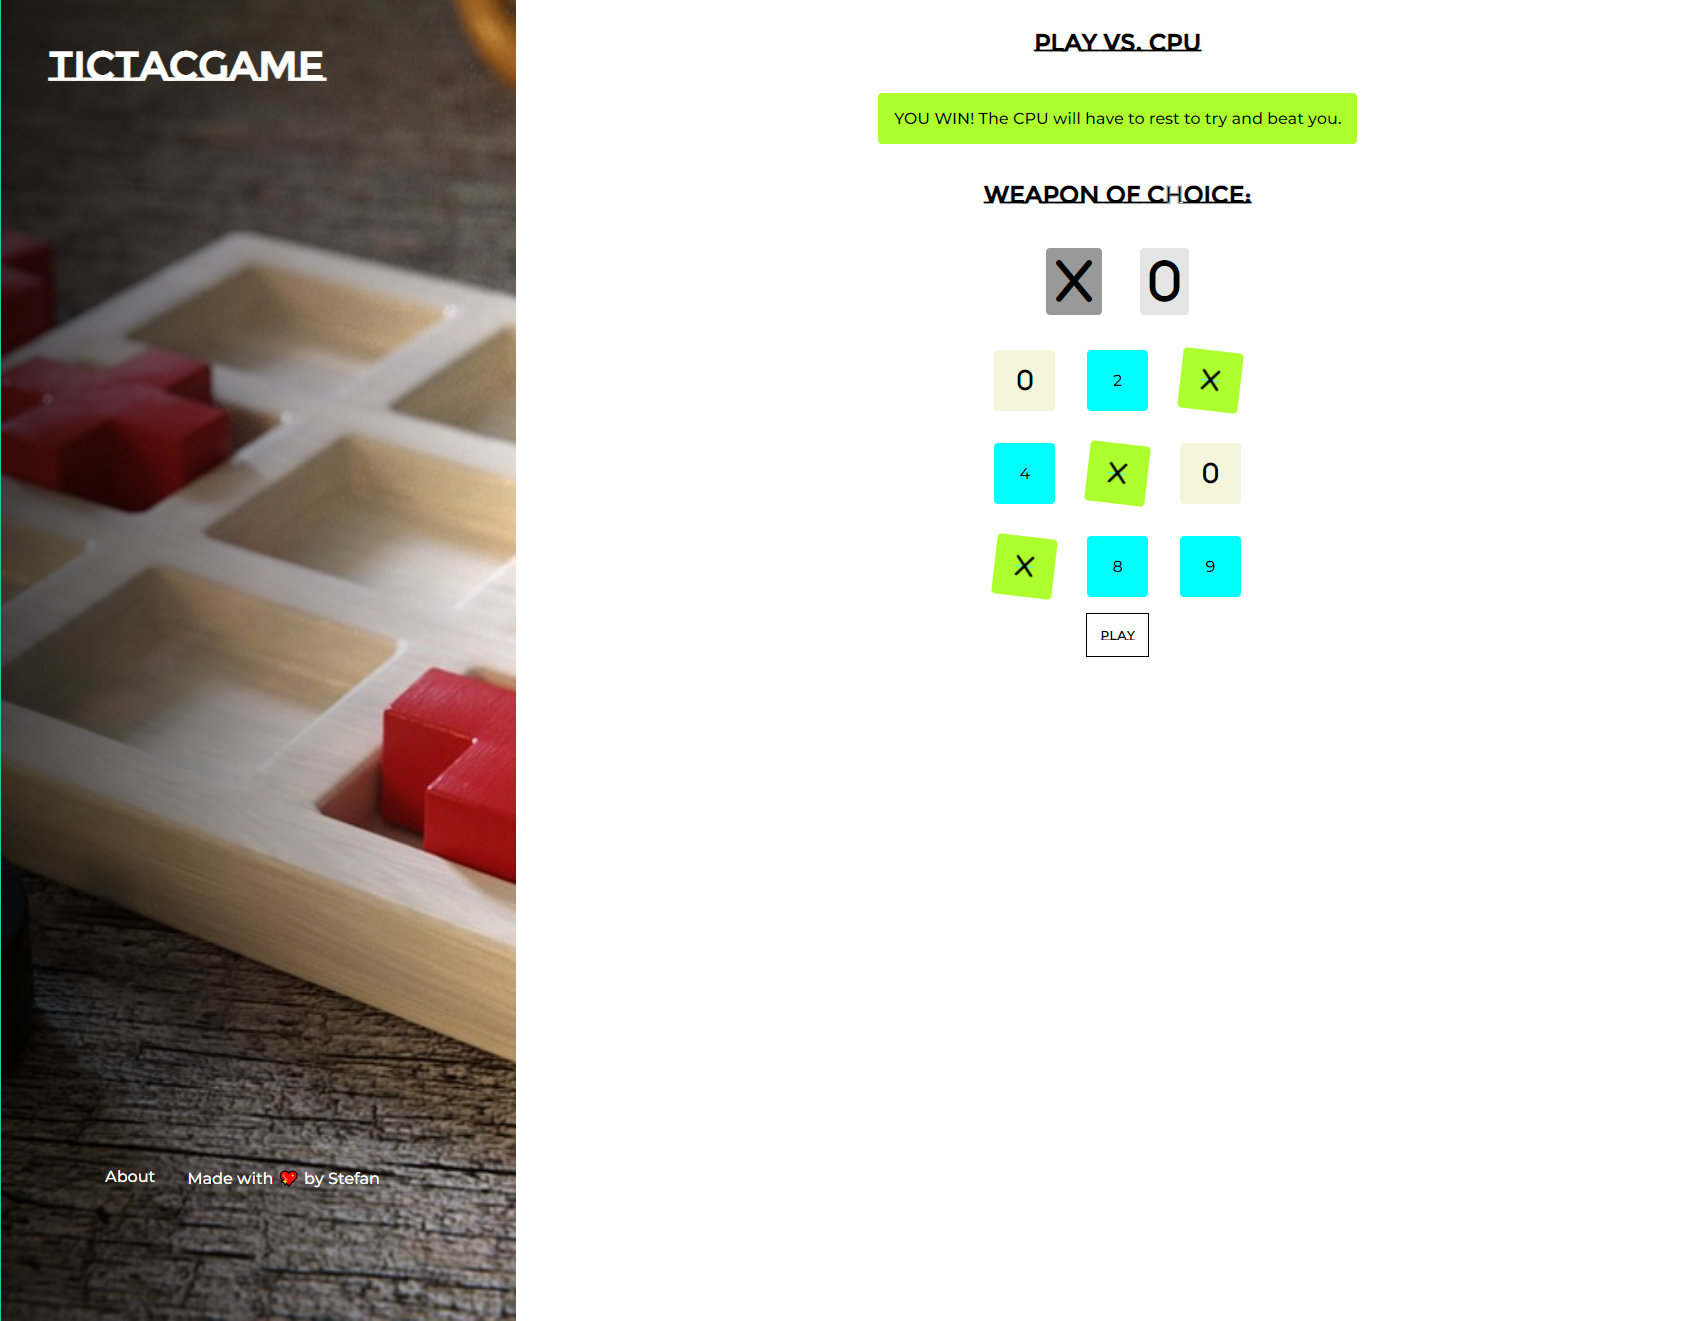 TICTACGAME
PLAY VS. CPU
YOU WIN! The CPU will have to rest to try and beat you.
WEAPON OF CHOICE:
X O
O 2 X
4 X O
X 8 9
PLAY
About Made with ❤️ by Stefan